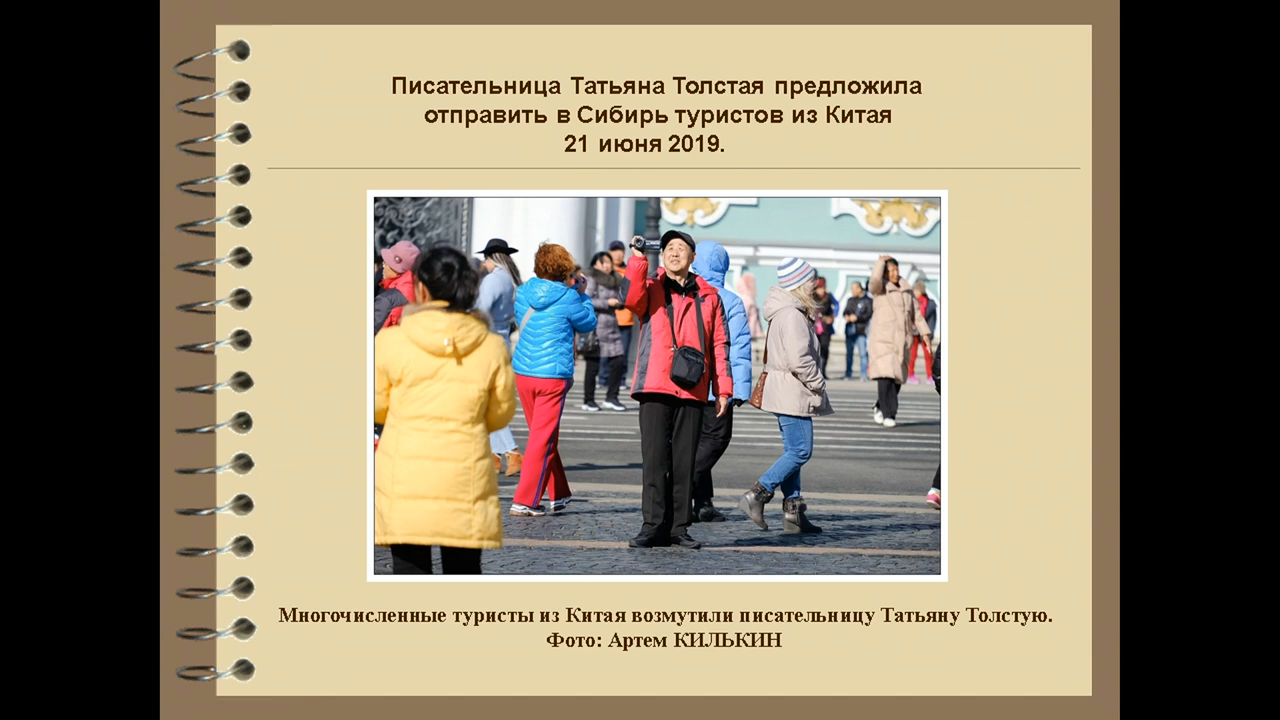 Писательница Татьяна Толстая предложила
отправить в Сибирь туристов из Китая
21 июня 2019.
Многочисленные туристы из Китая возмутили писательницу Татьяну Толстую.
Фото: Артем КИЛЬКИН